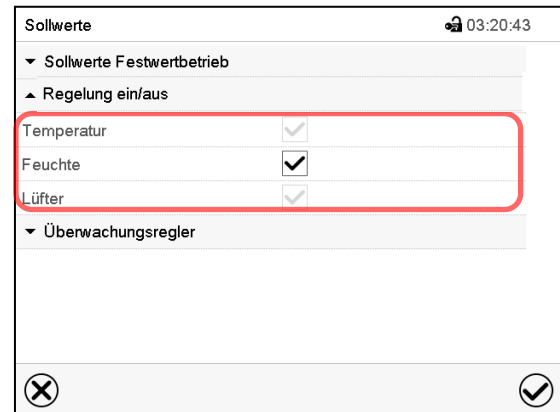 Sollwerte 03:20:43
Sollwerte Festwertbetrieb
Regelung ein/aus
Temperatur
Feuchte
Lüfter
Überwachungsregler